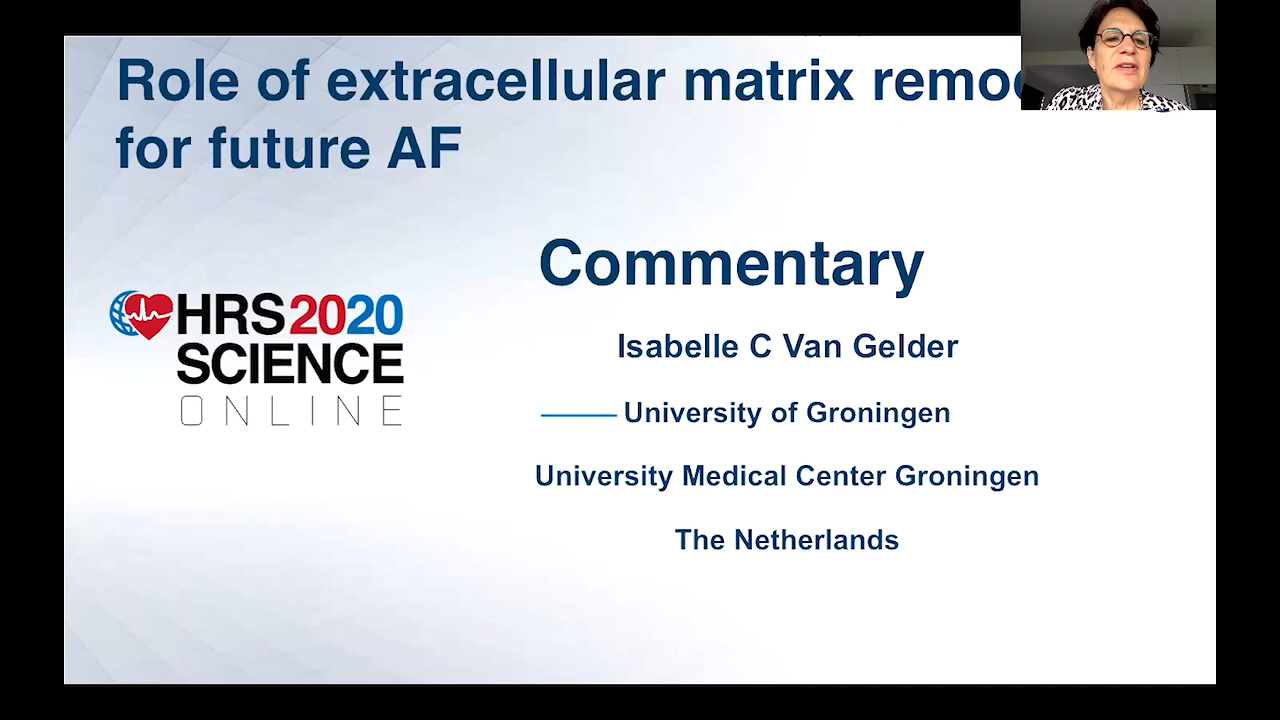 Role of extracellular matrix
for future AF
Commentary
HRS2020
SCIENCE
ONLINE
Isabelle C Van Gelder
University of Groningen
University Medical Center Groningen
The Netherlands